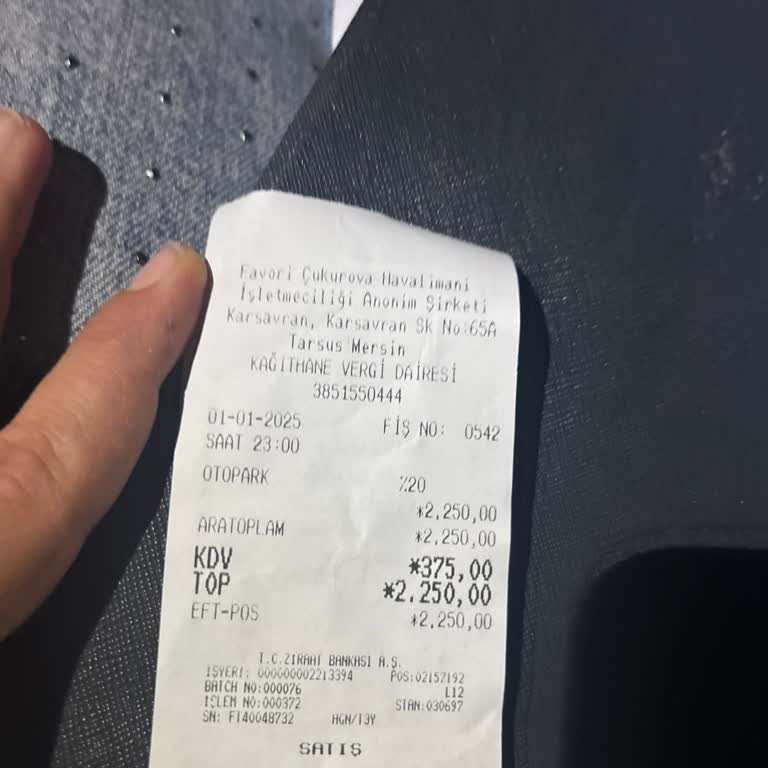 Favori Çukurova Havalimanı
İşletmeciliği Anonim Şirketi
Karsavran, Karsavran Sk No:65A
Tarsus Mersin
KAĞITHANE VERGİ DAİRESİ
3851550444
01-01-2025 FİŞ NO: 0542
SAAT 23:00
OTOPARK %20
*2,250,00
ARATOPLAM *2,250,00
KDV *375,00
TOP *2.250,00
EFT-POS *2,250,00
T.C.ZIRAAT BANKASI A.Ş.
İŞYERİ: 000000002213394 POS:02157192
BATCH NO:000076 L12
İŞLEM NO:000372 STAN:030697
SN: FT40048732 HGN/T3Y
SATIŞ